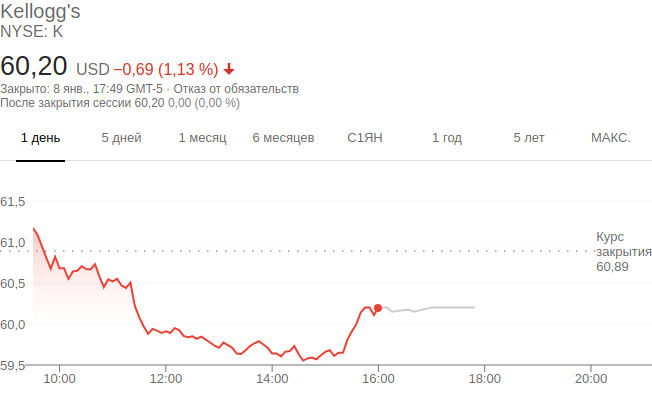 Kellogg's
NYSE: K
60,20 USD −0,69 (1,13 %)
Закрыто: 8 янв., 17:49 GMT-5 · Отказ от обязательств
После закрытия сессии 60,20 0,00 (0,00 %)
1 день 5 дней 1 месяц 6 месяцев С1ЯН 1 год 5 лет МАКС.
61,5
61,0
60,5
60,0
59,5
Курс
закрытия
60,89
10:00 12:00 14:00 16:00 18:00 20:00